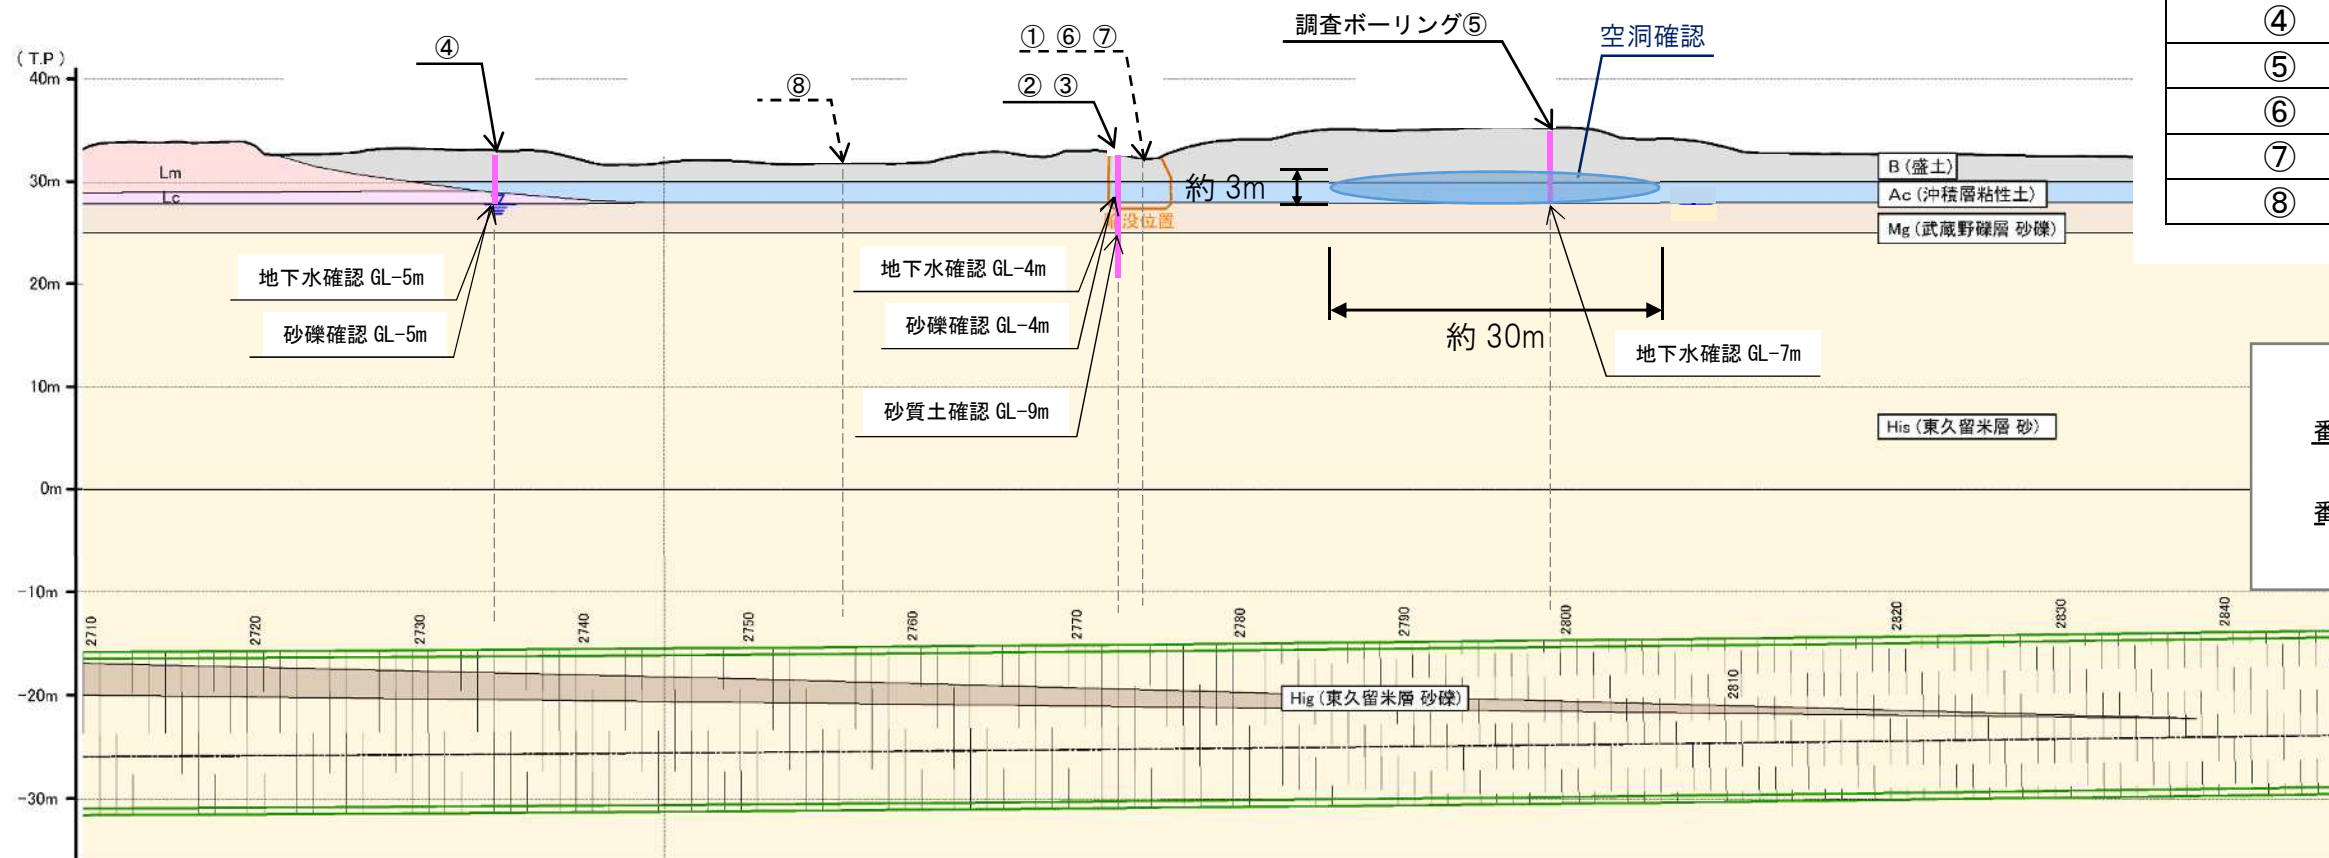 調査ボーリング⑤
④
① ⑥ ⑦
空洞確認
(T.P)
④
40m
⑤
⑧
② ③
⑥
⑦
B (盛土)
Lm
30m
約 3m
Ac (沖積層粘性土)
Lc
⑧
没位置
Mg (武蔵野礫層 砂礫)
地下水確認 GL-5m
地下水確認 GL-4m
20m
砂礫確認 GL-5m
砂礫確認 GL-4m
約 30m
地下水確認 GL-7m
10m
砂質土確認 GL-9m
His (東久留米層 砂)
番
0m
番
-10m
2710
2720
2730
2740
2750
2760
2770
2780
2790
2800
2810
2820
2830
2840
-20m
Hig (東久留米層 砂礫)
-30m